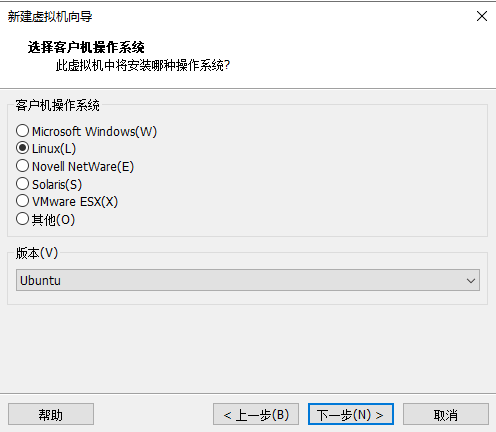 新建虚拟机向导
选择客户机操作系统
此虚拟机中将安装哪种操作系统?
客户机操作系统
Microsoft Windows(W)
Linux(L)
Novell NetWare(E)
Solaris(S)
VMware ESX(X)
其他(O)
版本(V)
Ubuntu
帮助
< 上一步(B)
下一步(N) >
取消